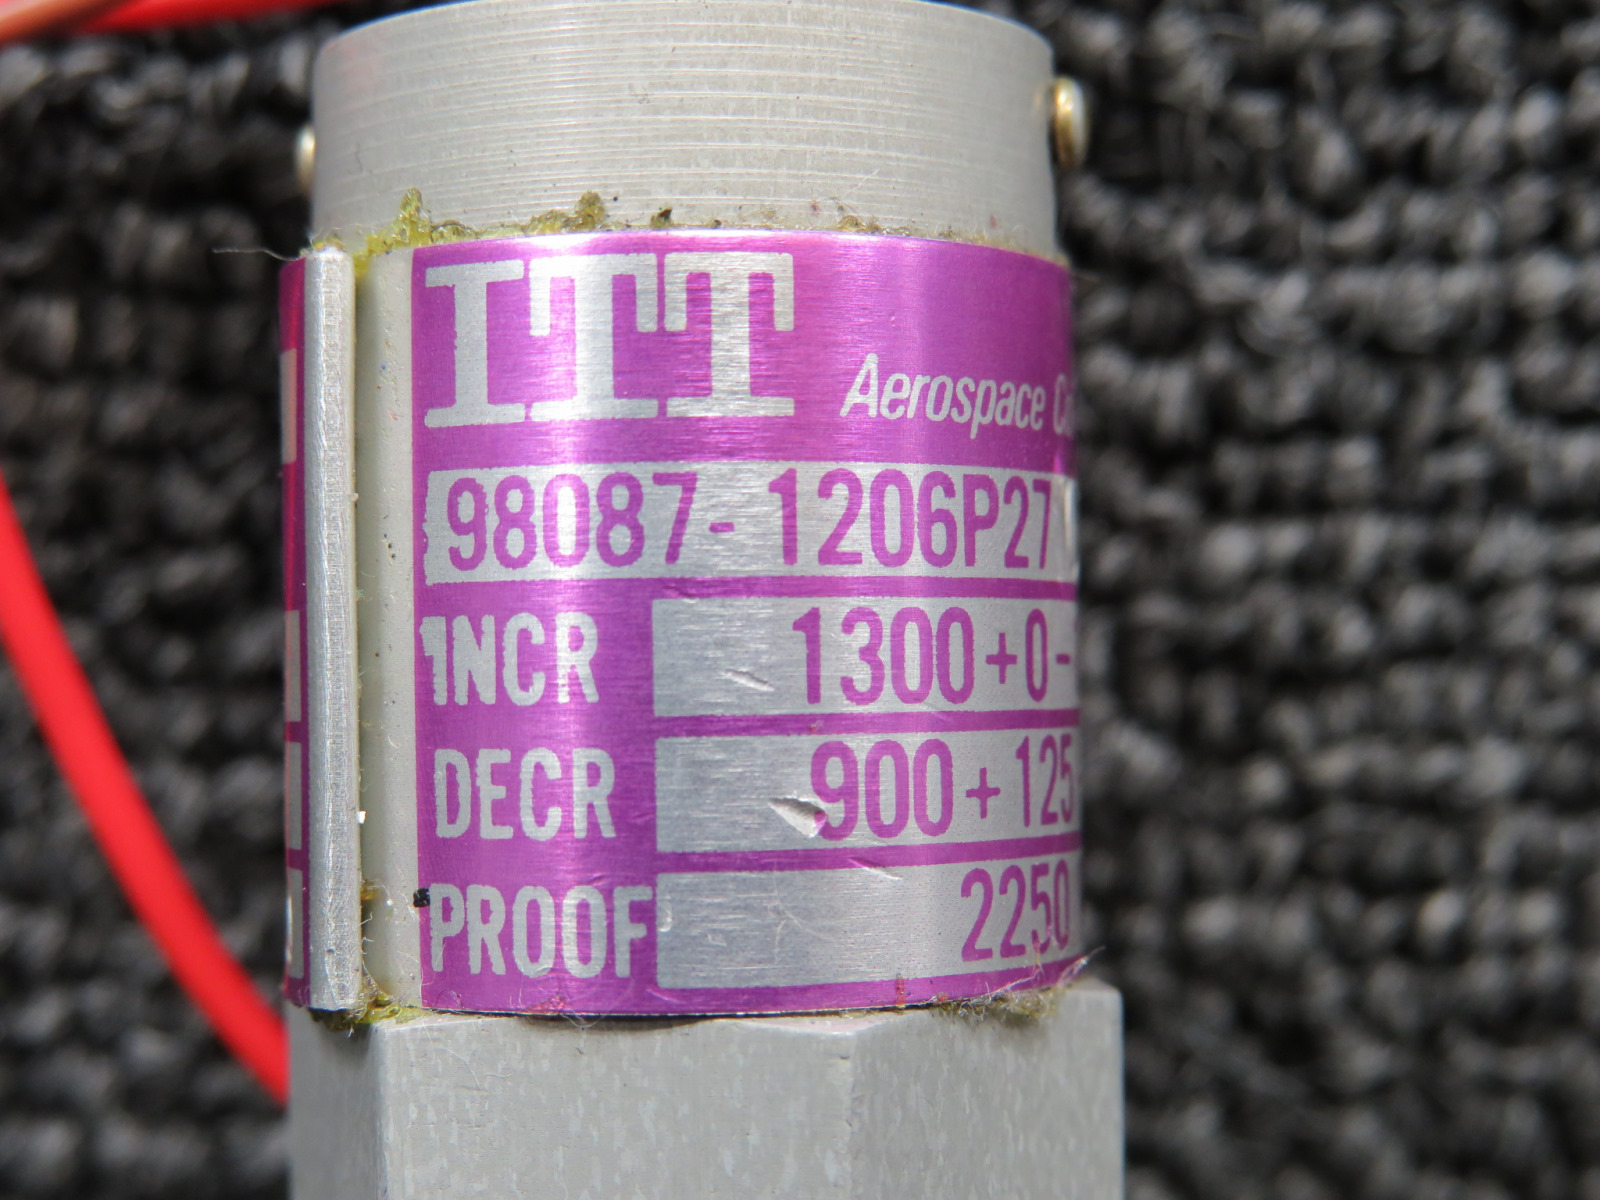 ITT
Aerospace
98087-1206P27
INCR 1300+0-
DECR 900+125
PROOF 2250